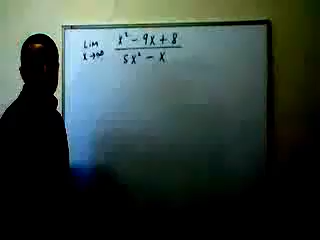 LIM x→∞ x² - 9x + 8 / 5x² - x